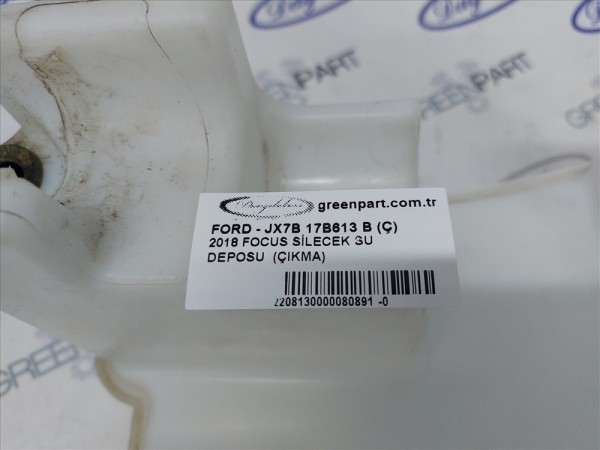 GREENPART
greenpart.com.tr
FORD - JX7B 17B613 B (Ç)
2018 FOCUS SİLECEK SU
DEPOSU (ÇIKMA)
2208130000080891 -0